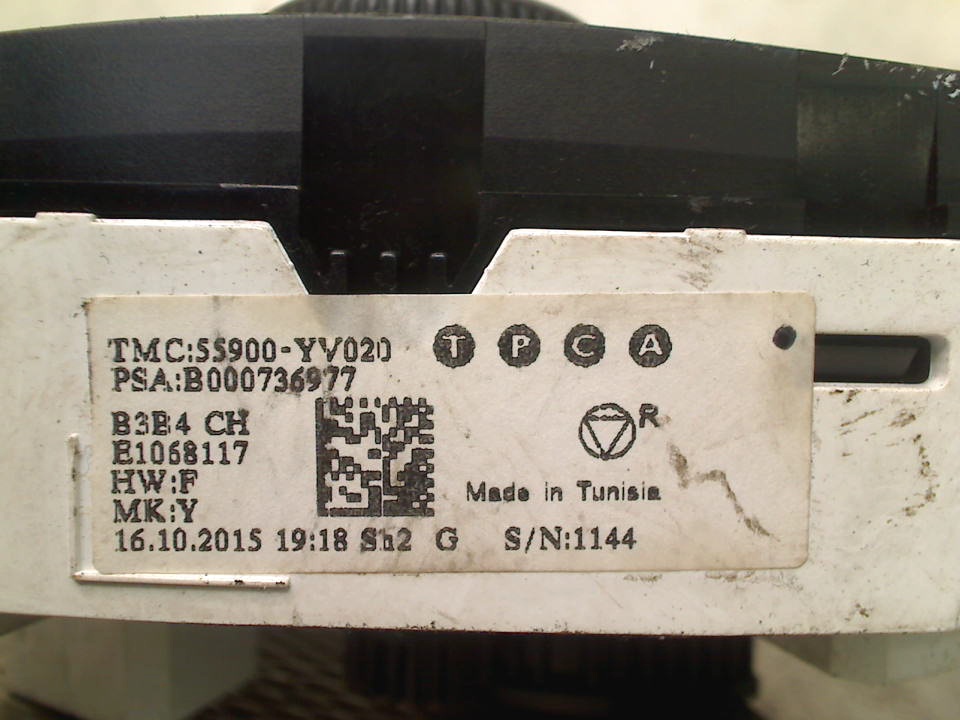 TMC:55900-YV020 T P C A
PSA:B000736977
B3B4 CH
E1068117
R
HW:F
Made in Tunisia
MK:Y
16.10.2015 19:18 Sh2 G S/N:1144